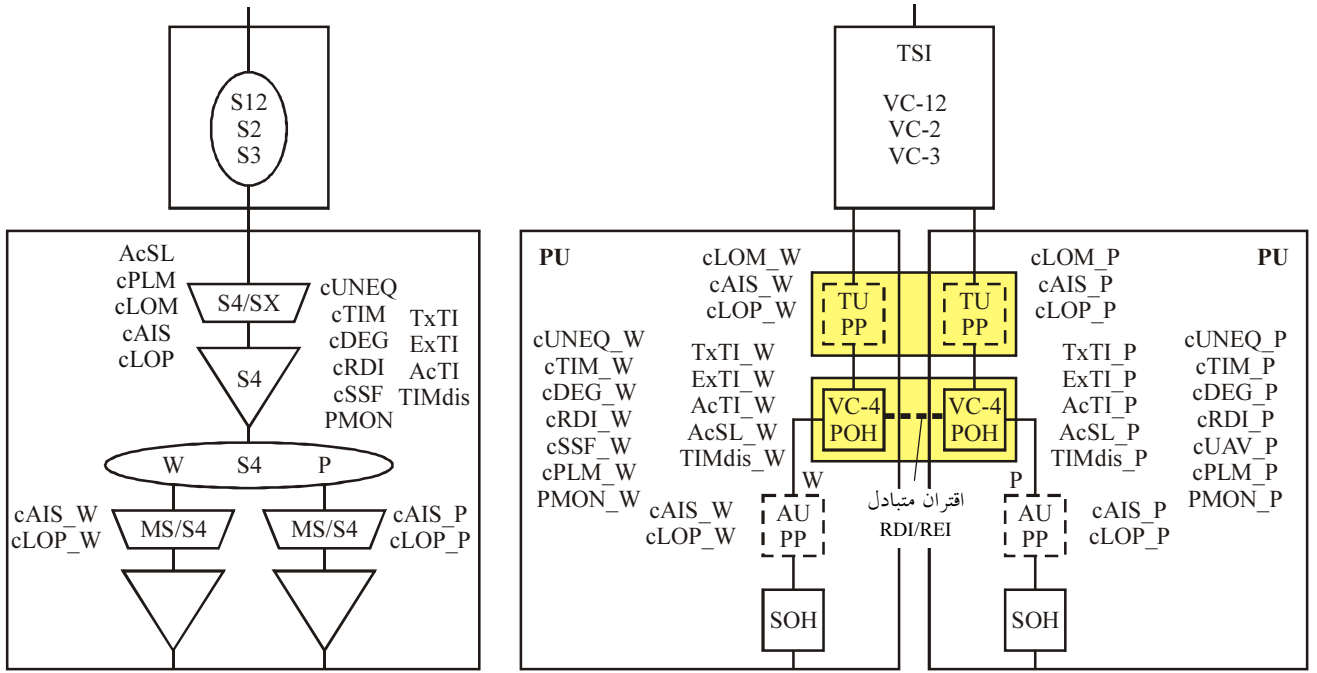 S12
S2
S3
AcSL
cPLM
cLOM
cAIS
cLOP
S4/SX
cUNEQ
cTIM
cDEG
cRDI
cSSF
PMON
TxTI
ExTI
AcTI
TIMdis
S4
W S4 P
cAIS_W
cLOP_W
MS/S4
MS/S4
cAIS_P
cLOP_P
TSI
VC-12
VC-2
VC-3
PU
cLOM_W
cAIS_W
cLOP_W
TU
PP
TU
PP
cLOM_P
cAIS_P
cLOP_P
PU
cUNEQ_W
cTIM_W
cDEG_W
cRDI_W
cSSF_W
cPLM_W
PMON_W
TxTI_W
ExTI_W
AcTI_W
AcSL_W
TIMdis_W
VC-4
POH
VC-4
POH
TxTI_P
ExTI_P
AcTI_P
AcSL_P
TIMdis_P
cUNEQ_P
cTIM_P
cDEG_P
cRDI_P
cUAV_P
cPLM_P
PMON_P
W
P
اقتران متبادل
RDI/REI
cAIS_W
cLOP_W
AU
PP
AU
PP
cAIS_P
cLOP_P
SOH
SOH